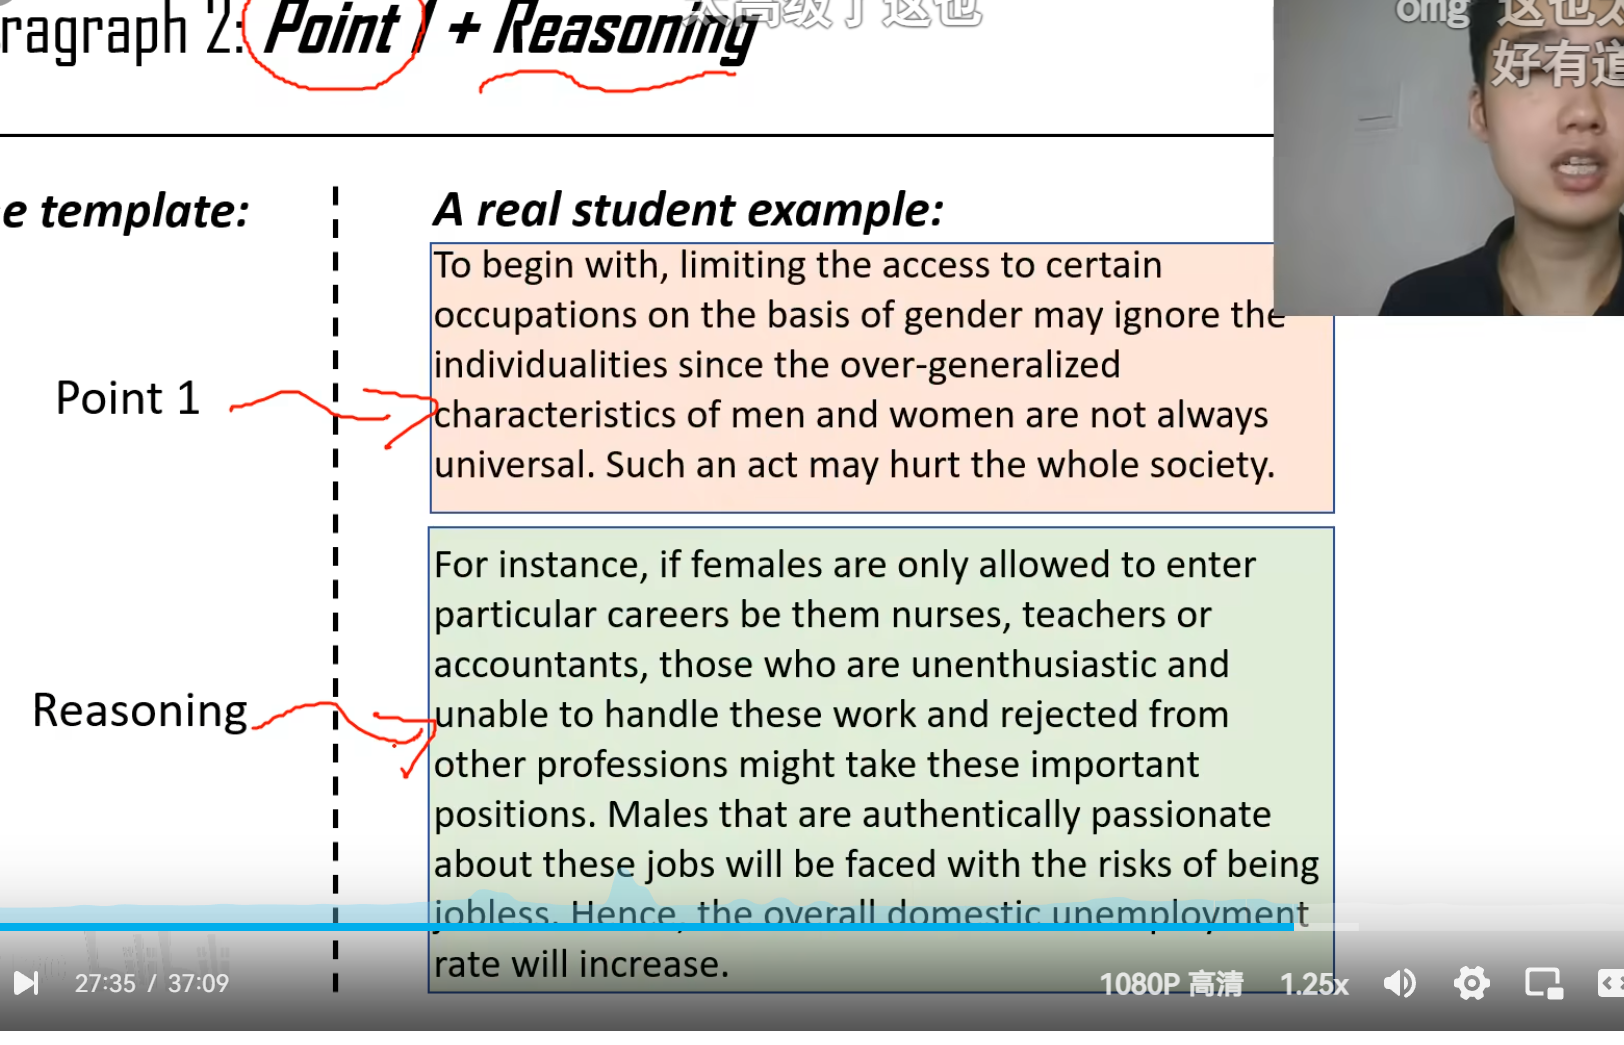 ragraph 2: Point 1 + Reasoning
太高级了这也
omg 这也太
好有道
e template:
A real student example:
Point 1
To begin with, limiting the access to certain
occupations on the basis of gender may ignore the
individualities since the over-generalized
characteristics of men and women are not always
universal. Such an act may hurt the whole society.
Reasoning
For instance, if females are only allowed to enter
particular careers be them nurses, teachers or
accountants, those who are unenthusiastic and
unable to handle these work and rejected from
other professions might take these important
positions. Males that are authentically passionate
about these jobs will be faced with the risks of being
jobless. Hence, the overall domestic unemployment
rate will increase.
27:35 / 37:09
1080P 高清
1.25x